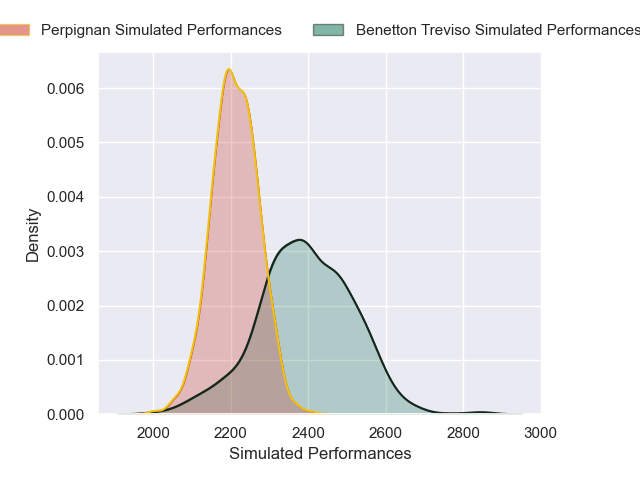 Perpignan Simulated Performances
Benetton Treviso Simulated Performances
0.006
0.005
0.004
0.003
0.002
0.001
0.000
Density
2000 2200 2400 2600 2800 3000
Simulated Performances